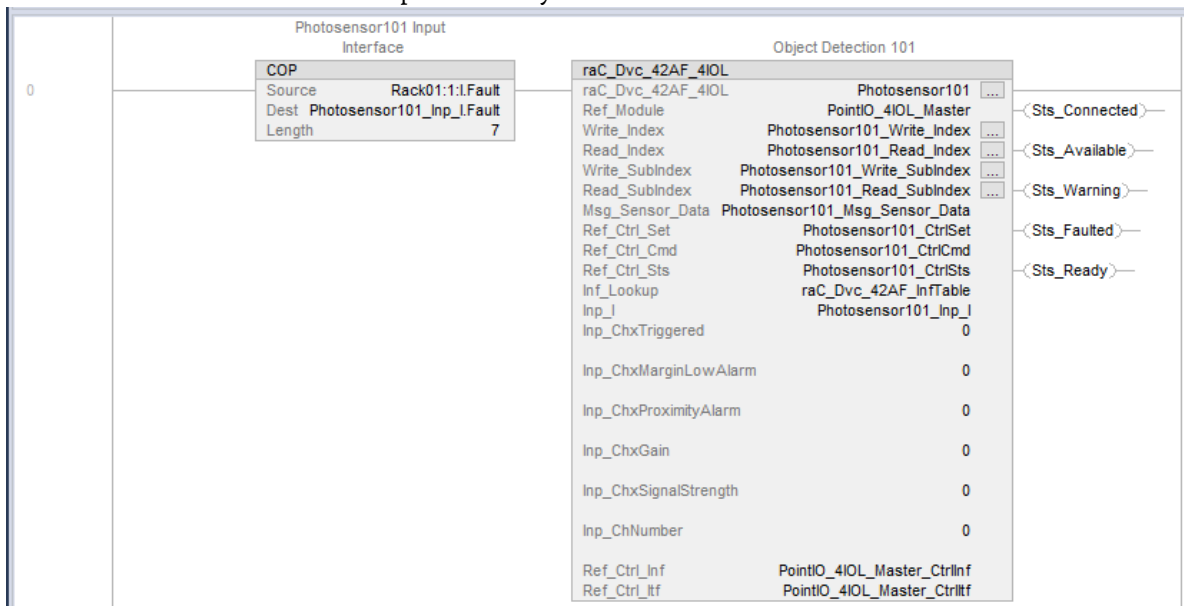 Photosensor101 Input
Interface
Object Detection 101
COP
raC_Dvc_42AF_4IOL
0
Source Rack01:1:I.Fault
raC_Dvc_42AF_4IOL Photosensor101 ...
Dest Photosensor101_Inp_I.Fault
Ref_Module PointIO_4IOL_Master
Sts_Connected
Length 7
Write_Index Photosensor101_Write_Index ...
Read_Index Photosensor101_Read_Index ...
Sts_Available
Write_SubIndex Photosensor101_Write_SubIndex ...
Read_SubIndex Photosensor101_Read_SubIndex ...
Sts_Warning
Msg_Sensor_Data Photosensor101_Msg_Sensor_Data
Ref_Ctrl_Set Photosensor101_CtrlSet
Sts_Faulted
Ref_Ctrl_Cmd Photosensor101_CtrlCmd
Ref_Ctrl_Sts Photosensor101_CtrlSts
Sts_Ready
Inf_Lookup raC_Dvc_42AF_InfTable
Inp_I Photosensor101_Inp_I
Inp_ChxTriggered 0
Inp_ChxMarginLowAlarm 0
Inp_ChxProximityAlarm 0
Inp_ChxGain 0
Inp_ChxSignalStrength 0
Inp_ChNumber 0
Ref_Ctrl_Inf PointIO_4IOL_Master_CtrlInf
Ref_Ctrl_Itf PointIO_4IOL_Master_CtrlItf